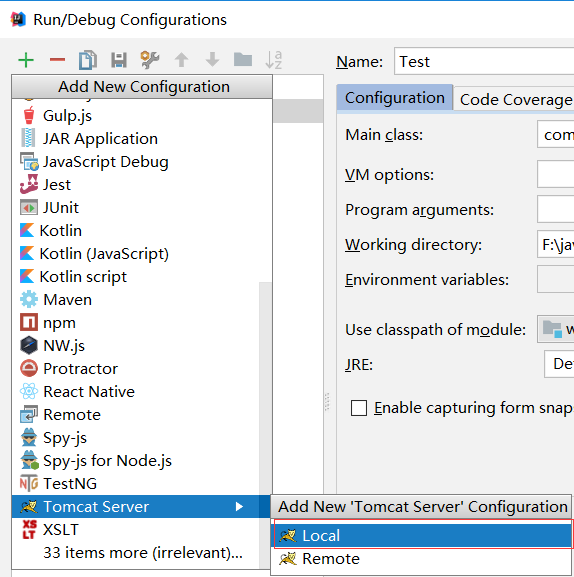 Run/Debug Configurations
Add New Configuration
Gulp.js
JAR Application
JavaScript Debug
Jest
JUnit
Kotlin
Kotlin (JavaScript)
Kotlin script
Maven
npm
NW.js
Protractor
React Native
Remote
Spy-js
Spy-js for Node.js
TestNG
Tomcat Server
XSLT
33 items more (irrelevant)...
Name: Test
Configuration Code Coverage
Main class: com
VM options:
Program arguments:
Working directory: F:\jav
Environment variables:
Use classpath of module: w
JRE: De
Enable capturing form snap
Add New 'Tomcat Server' Configuration
Local
Remote